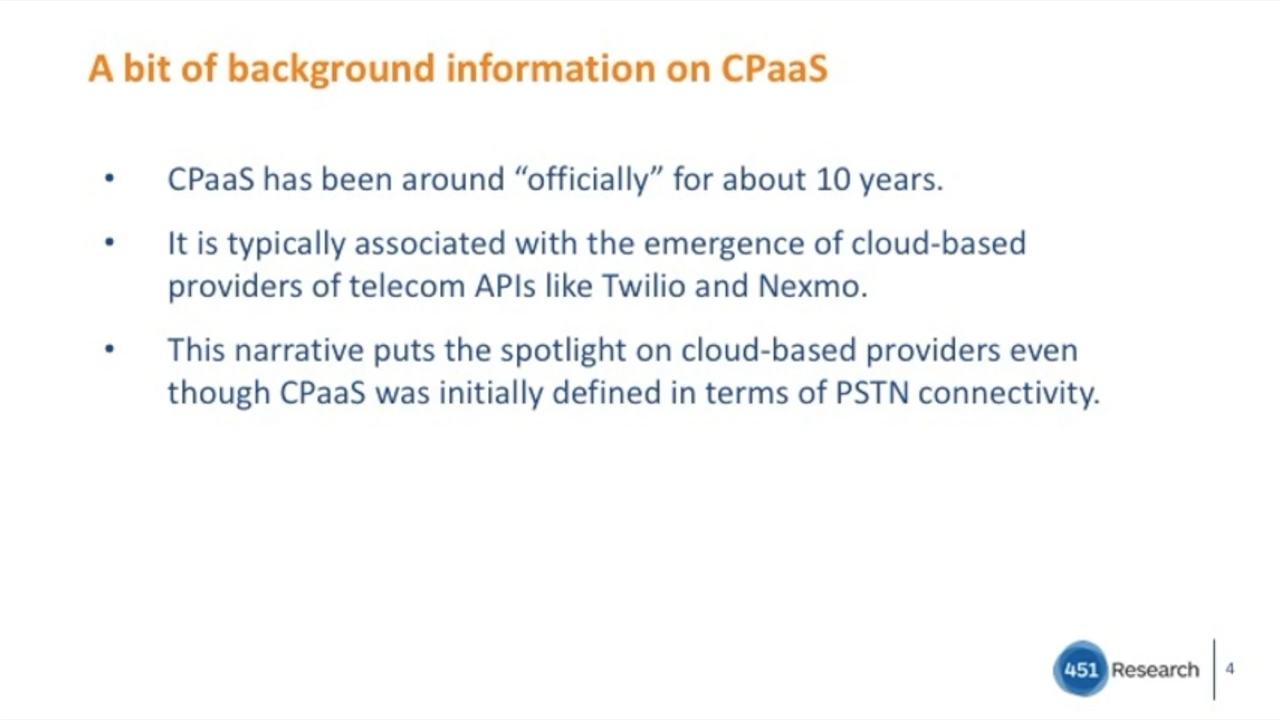 A bit of background information on CPaaS
• CPaaS has been around “officially” for about 10 years.
• It is typically associated with the emergence of cloud-based
providers of telecom APIs like Twilio and Nexmo.
• This narrative puts the spotlight on cloud-based providers even
though CPaaS was initially defined in terms of PSTN connectivity.
451 Research 4